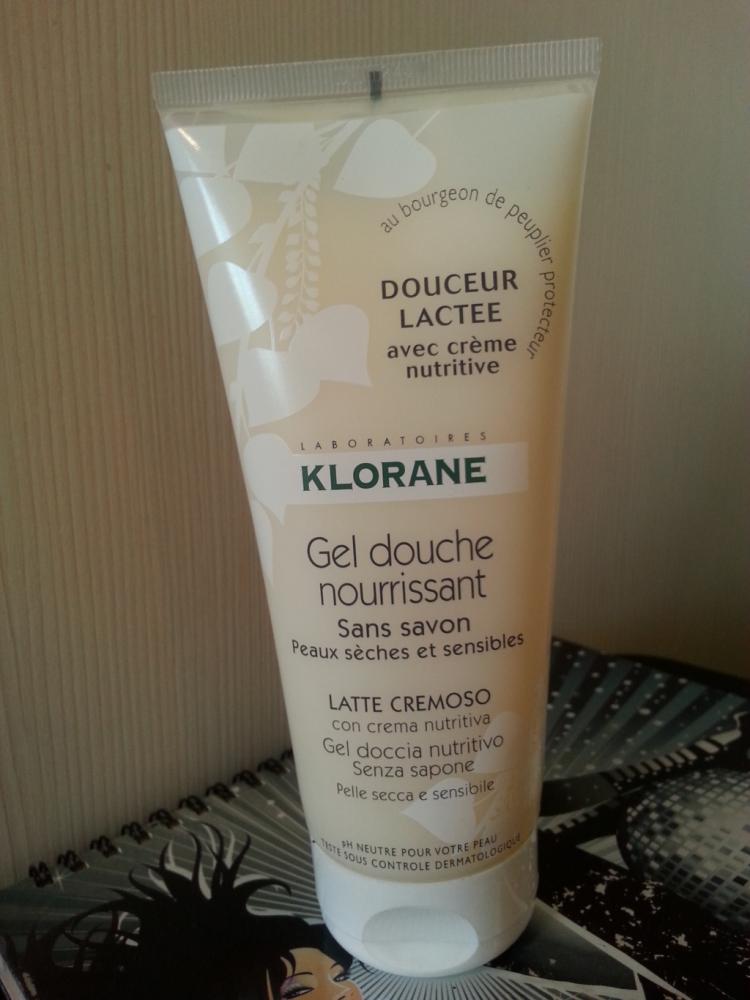 au bourgeon de peuplier protecteur
DOUCEUR
LACTEE
avec crème
nutritive
LABORATOIRES
KLORANE
Gel douche
nourrissant
Sans savon
Peaux sèches et sensibles
LATTE CREMOSO
con crema nutritiva
Gel doccia nutritivo
Senza sapone
Pelle secca e sensibile
pH NEUTRE POUR VOTRE PEAU
TESTE SOUS CONTROLE DERMATOLOGIQUE